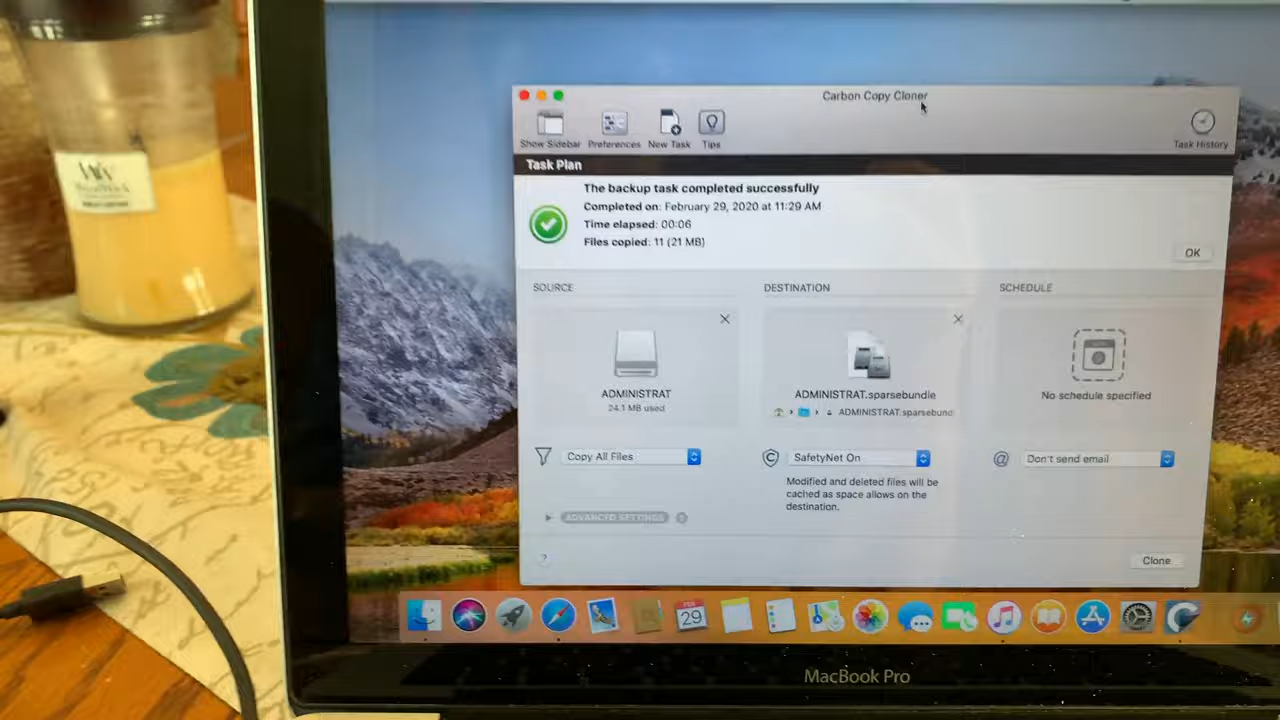 Carbon Copy Cloner
Show Sidebar
Preferences
New Task
Tips
Task History
Task Plan
The backup task completed successfully
Completed on: February 29, 2020 at 11:29 AM
Time elapsed: 00:06
Files copied: 11 (21 MB)
OK
SOURCE
DESTINATION
SCHEDULE
ADMINISTRAT
24.1 MB used
ADMINISTRAT.sparsebundle
ADMINISTRAT.sparsebund
No schedule specified
Copy All Files
SafetyNet On
Don't send email
Modified and deleted files will be
cached as space allows on the
destination.
ADVANCED SETTINGS
?
Clone
FEB
29
MacBook Pro